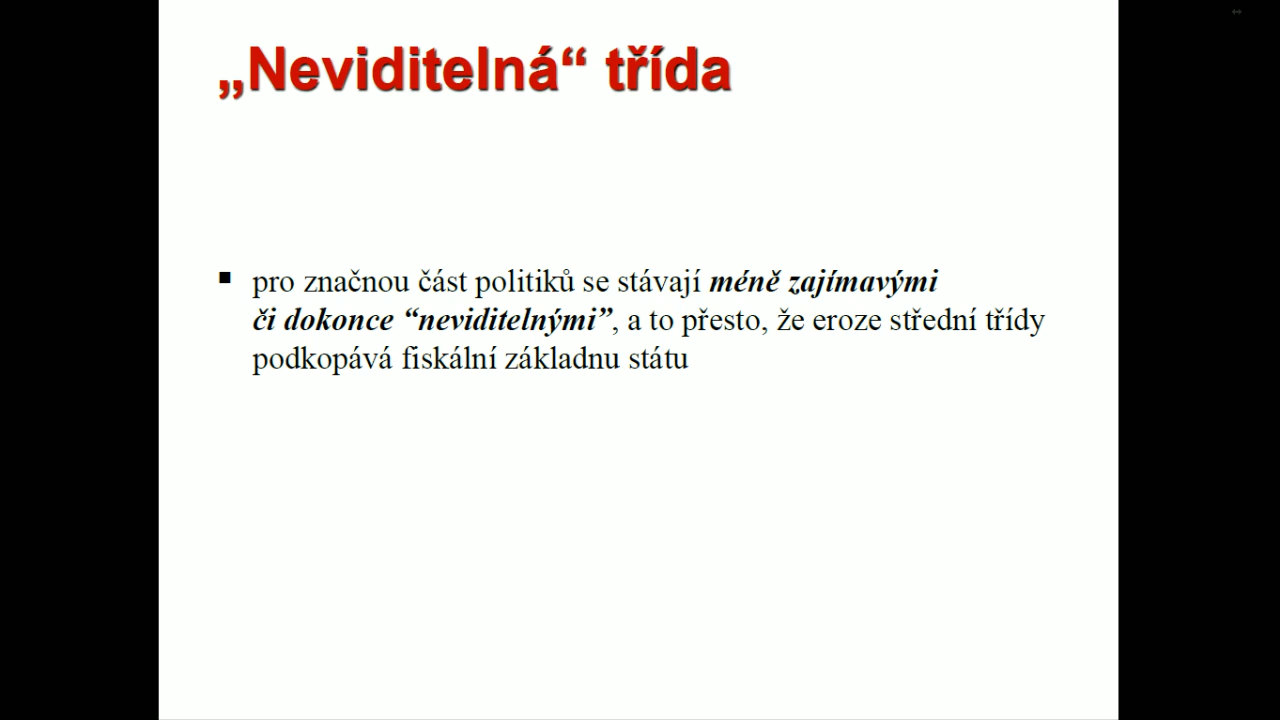 „Neviditelná“ třída
▪ pro značnou část politiků se stávají méně zajímavými
či dokonce “neviditelnými”, a to přesto, že eroze střední třídy
podkopává fiskální základnu státu